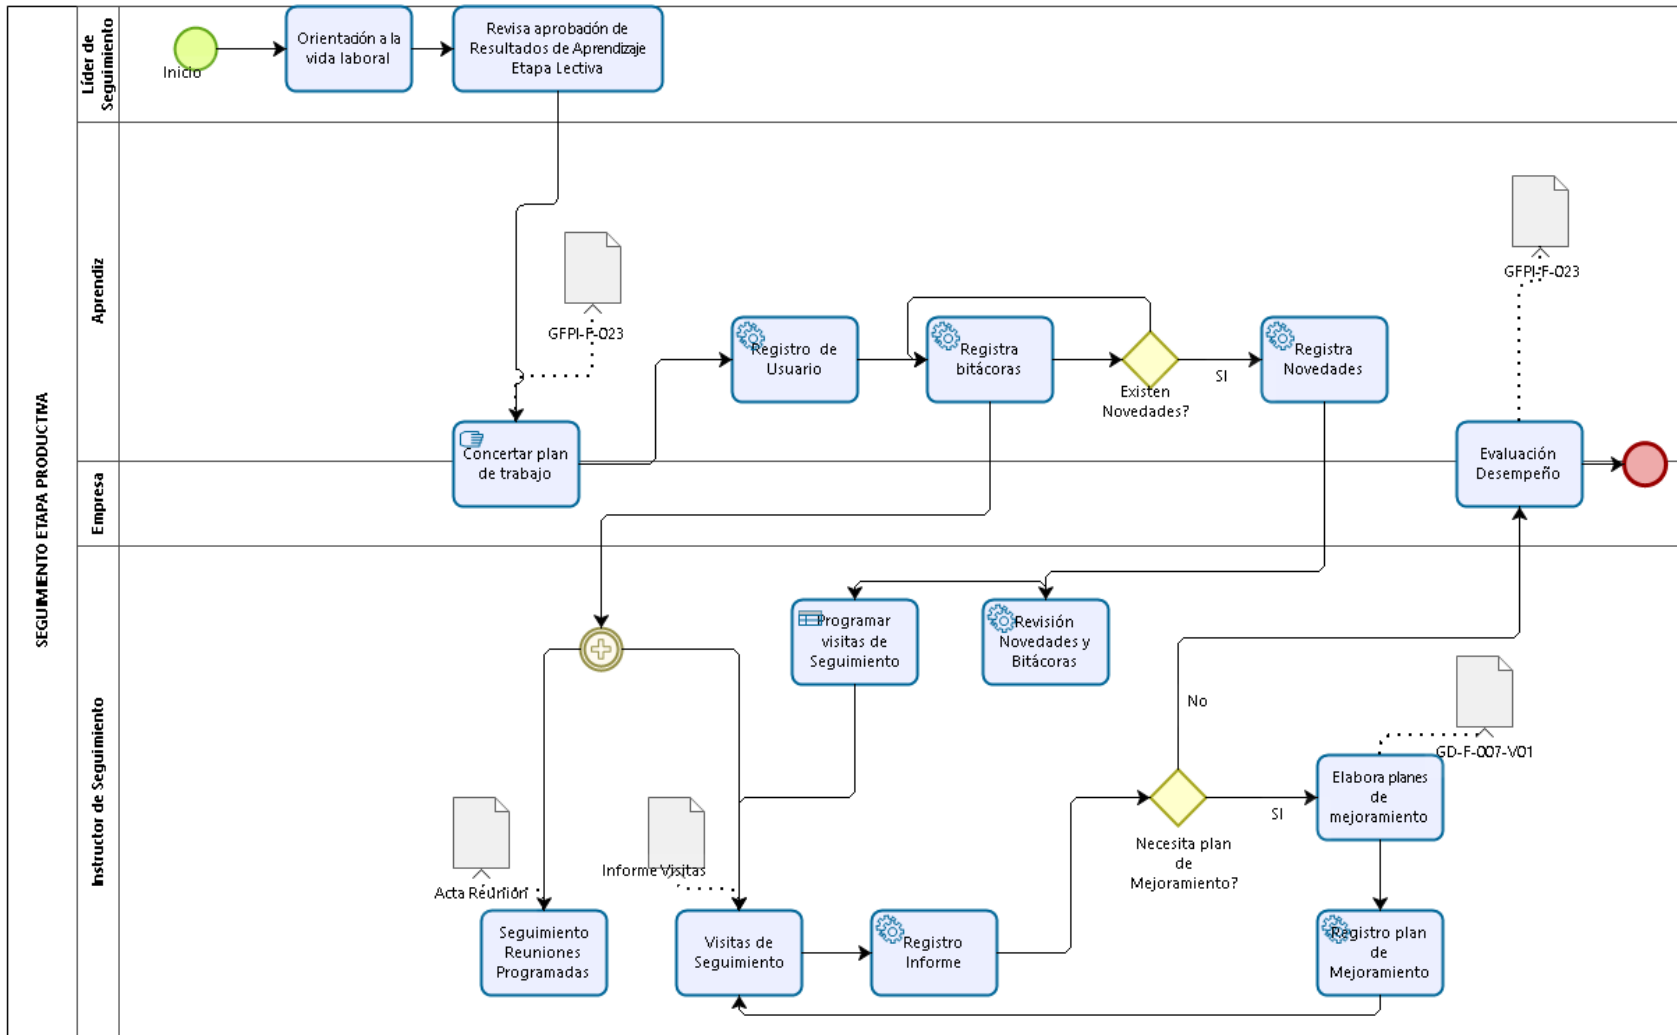 SEGUIMIENTO ETAPA PRODUCTIVA
Líder de
Seguimiento
Inicio
Orientación a la
vida laboral
Revisa aprobación de
Resultados de Aprendizaje
Etapa Lectiva
Aprendiz
GFPI-F-023
GFPI-F-023
Registro de
Usuario
Registra
bitácoras
Existen
Novedades?
SI
Registra
Novedades
Concertar plan
de trabajo
Evaluación
Desempeño
Empresa
Instructor de Seguimiento
Programar
visitas de
Seguimiento
Revisión
Novedades y
Bitácoras
No
GD-F-007-V01
Elabora planes
de
mejoramiento
SI
Necesita plan
de
Mejoramiento?
Acta Reunión
Informe Visitas
Seguimiento
Reuniones
Programadas
Visitas de
Seguimiento
Registro
Informe
Registro plan
de
Mejoramiento